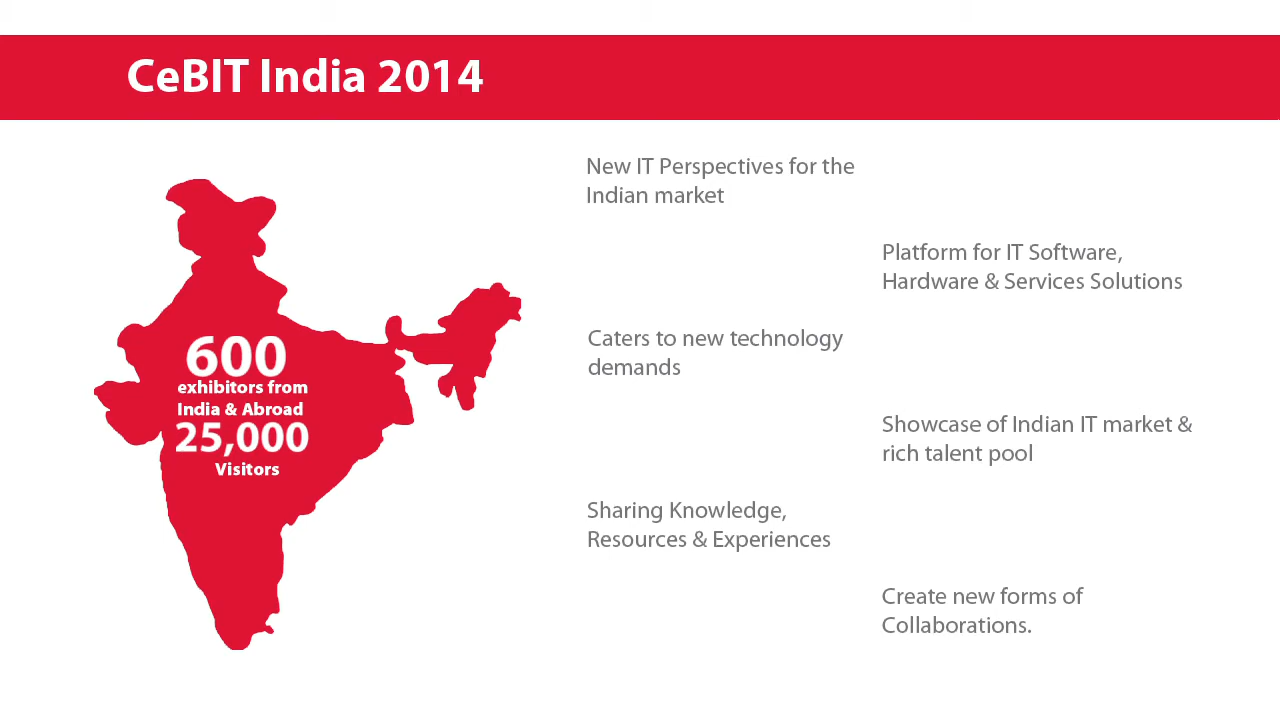 CeBIT India 2014
600
exhibitors from
India & Abroad
25,000
Visitors
New IT Perspectives for the
Indian market
Platform for IT Software,
Hardware & Services Solutions
Caters to new technology
demands
Showcase of Indian IT market &
rich talent pool
Sharing Knowledge,
Resources & Experiences
Create new forms of
Collaborations.